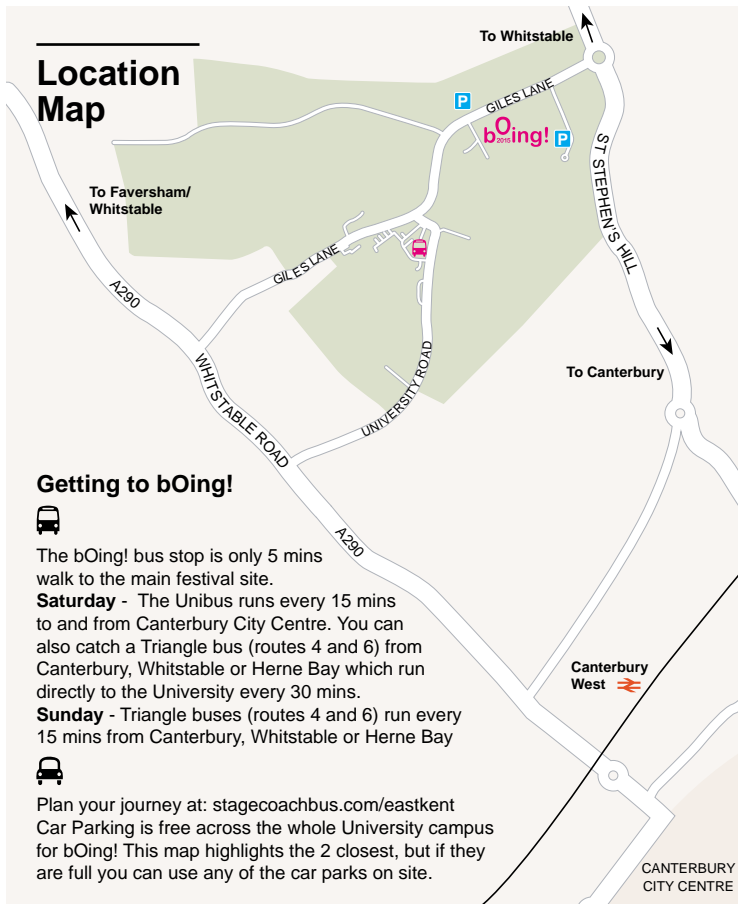 Location
Map
To Whitstable
P
GILES LANE
bOing!
2015
P
ST STEPHEN'S HILL
To Faversham/
Whitstable
GILES LANE
A290
To Canterbury
UNIVERSITY ROAD
WHITSTABLE ROAD
A290
Getting to bOing!
The bOing! bus stop is only 5 mins
walk to the main festival site.
Saturday - The Unibus runs every 15 mins
to and from Canterbury City Centre. You can
also catch a Triangle bus (routes 4 and 6) from
Canterbury, Whitstable or Herne Bay which run
directly to the University every 30 mins.
Sunday - Triangle buses (routes 4 and 6) run every
15 mins from Canterbury, Whitstable or Herne Bay
Canterbury
West
Plan your journey at: stagecoachbus.com/eastkent
Car Parking is free across the whole University campus
for bOing! This map highlights the 2 closest, but if they
are full you can use any of the car parks on site.
CANTERBURY
CITY CENTRE